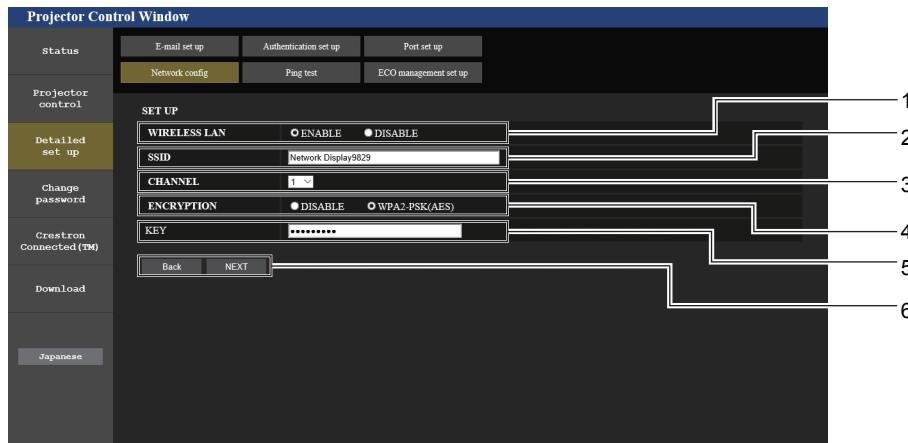 Projector Control Window
Status
E-mail set up
Authentication set up
Port set up
Network config
Ping test
ECO management set up
Projector
control
Detailed
set up
Change
password
Crestron
Connected(TM)
Download
Japanese
SET UP
WIRELESS LAN ENABLE DISABLE
SSID Network Display9829
CHANNEL 1
ENCRYPTION DISABLE WPA2-PSK(AES)
KEY •••••••••
Back NEXT
1
2
3
4
5
6